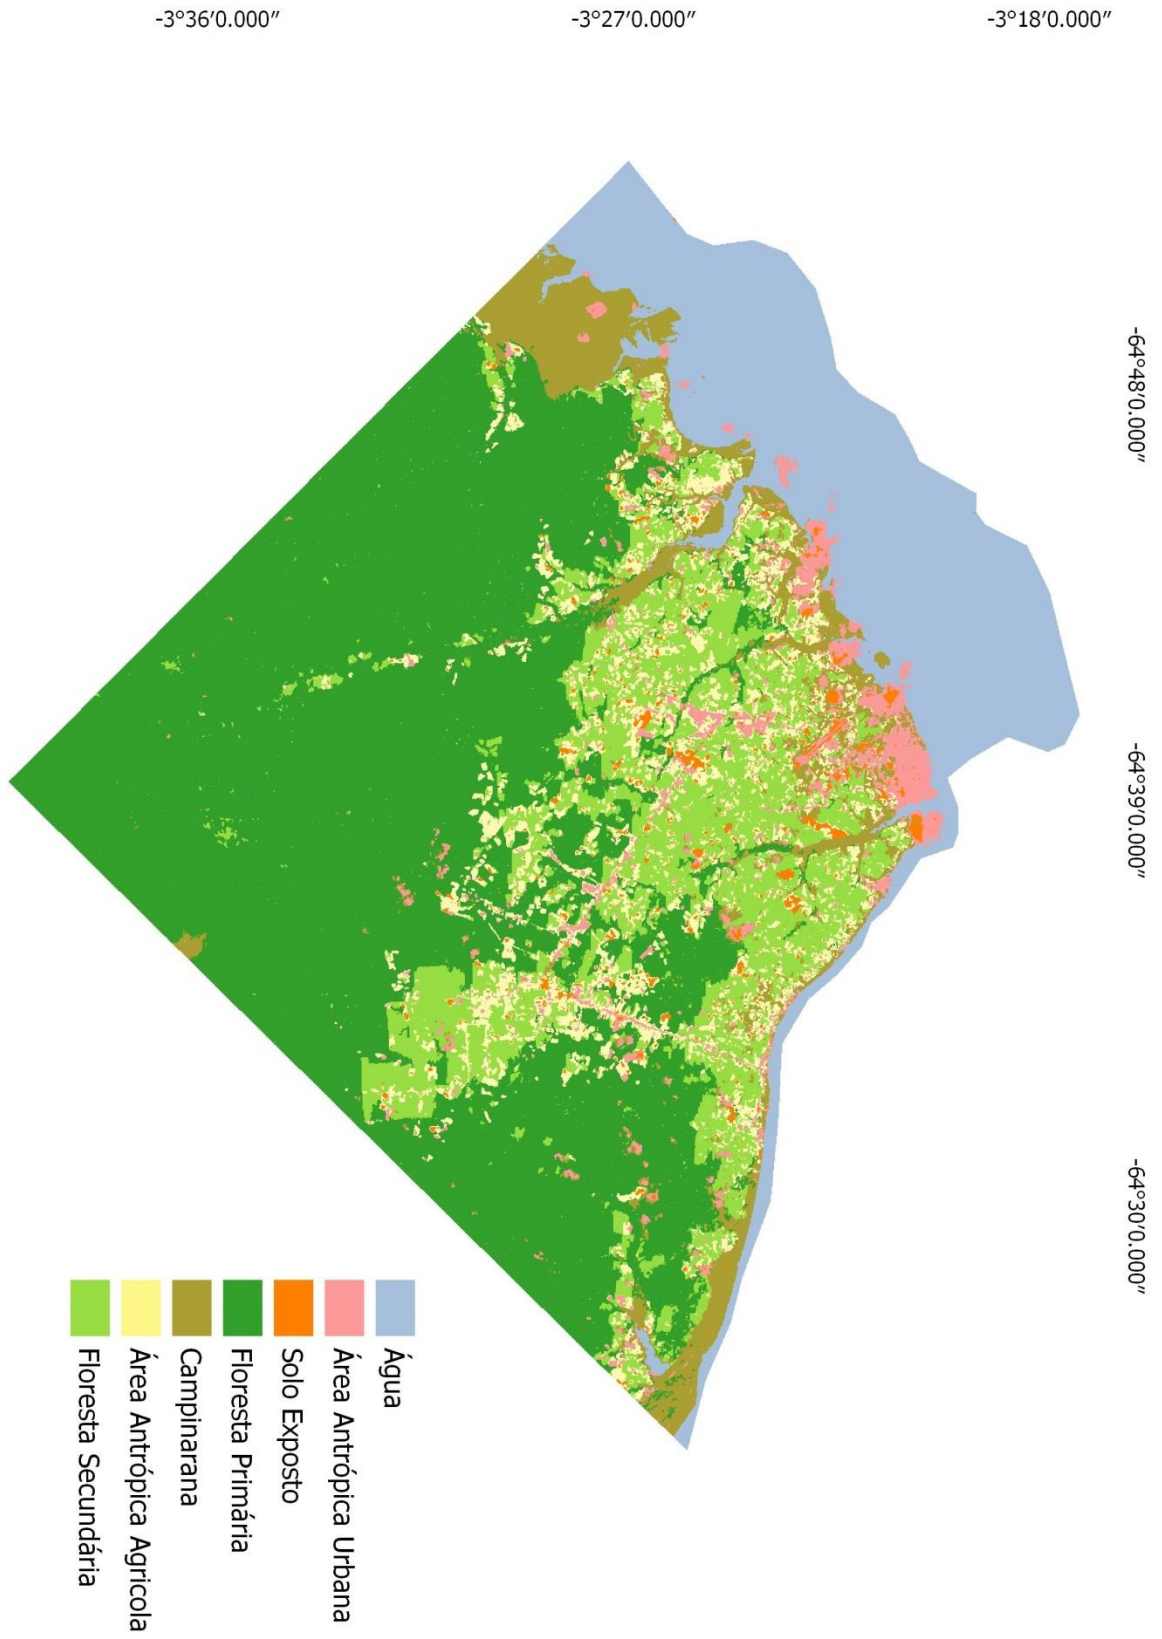 -3°36′0.000″
-3°27′0.000″
-3°18′0.000″
-64°48′0.000″
-64°39′0.000″
-64°30′0.000″
Água
Área Antrópica Urbana
Solo Exposto
Floresta Primária
Campinarana
Área Antrópica Agricola
Floresta Secundária